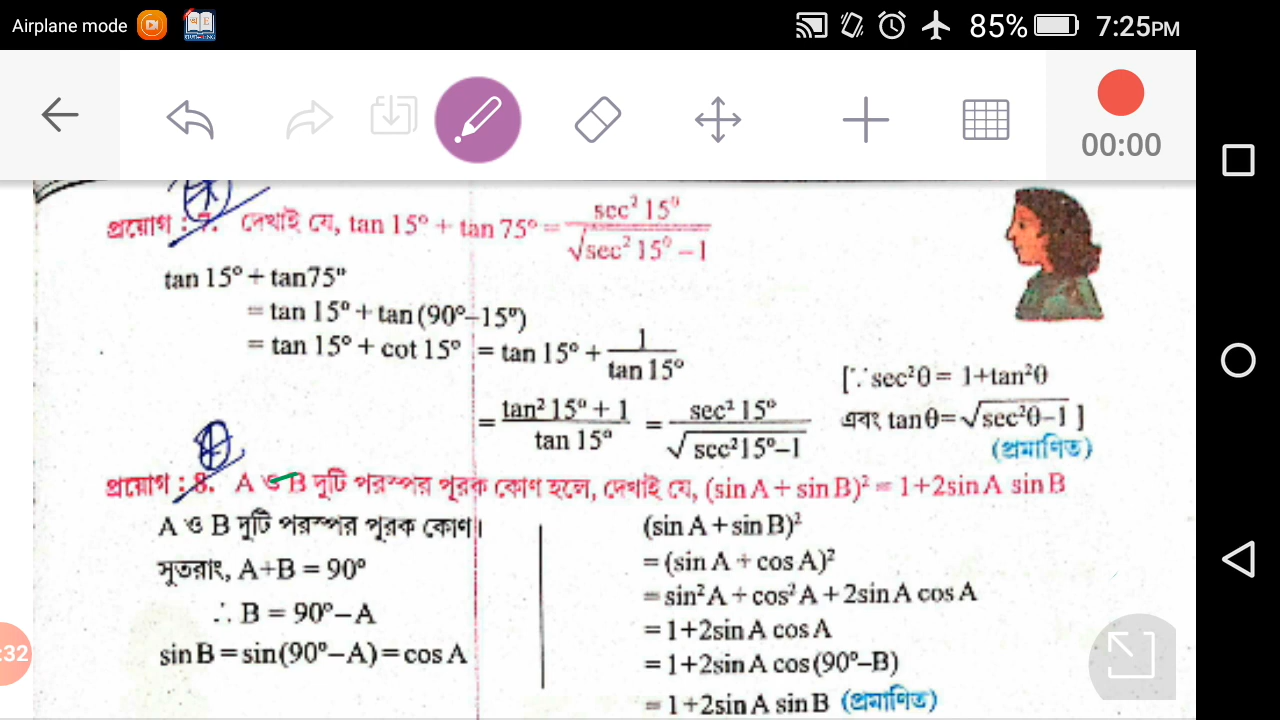 Airplane mode 85% 7:25PM
00:00
প্রয়োগ : 7. দেখাই যে, tan 15° + tan 75° = sec² 15° / √sec² 15° – 1
tan 15° + tan75°
= tan 15° + tan (90°–15°)
= tan 15° + cot 15° = tan 15° + 1 / tan 15°
= tan² 15° + 1 / tan 15° = sec² 15° / √sec²15°–1
[∵ sec²θ = 1+tan²θ
এবং tanθ=√sec²θ–1 ]
(প্রমাণিত)
প্রয়োগ : 8. A ও B দুটি পরস্পর পূরক কোণ হলে, দেখাই যে, (sin A + sin B)² = 1+2sin A sin B
A ও B দুটি পরস্পর পূরক কোণ।
সুতরাং, A+B = 90°
∴ B = 90°– A
sin B = sin(90°–A) = cos A
(sin A + sin B)²
= (sin A + cos A)²
= sin²A + cos²A + 2sin A cos A
= 1+2sin A cos A
= 1+2sin A cos(90°–B)
= 1+2sin A sin B (প্রমাণিত)
:32